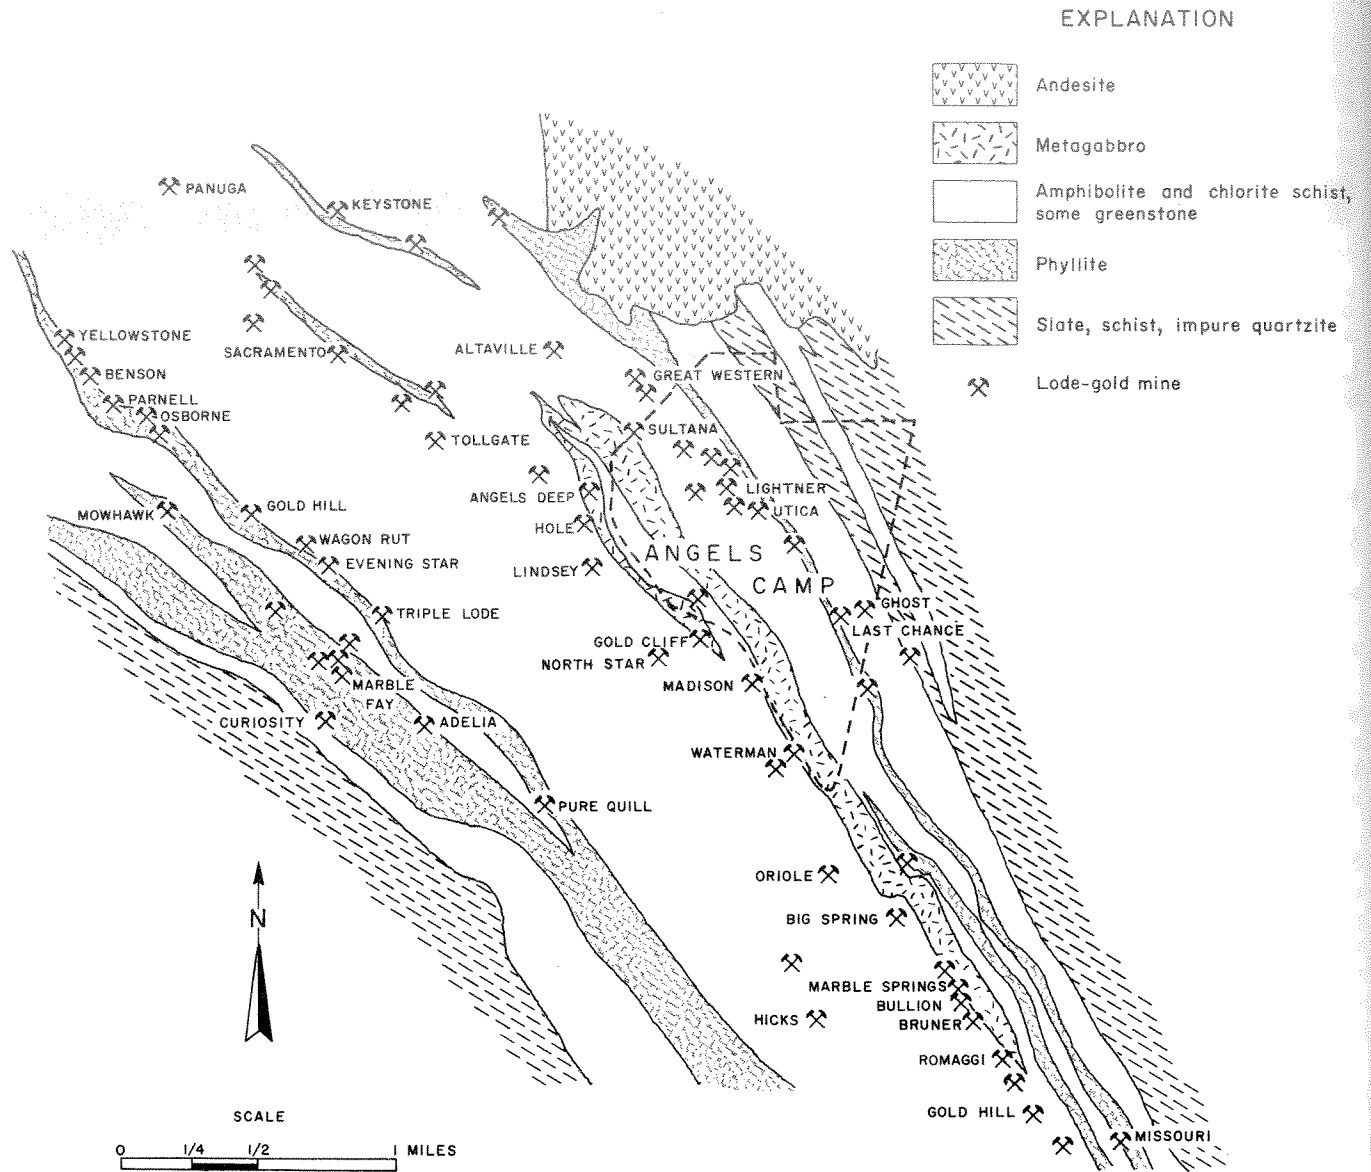 EXPLANATION
Andesite
Metagabbro
Amphibolite and chlorite schist,
some greenstone
Phyllite
Slate, schist, impure quartzite
Lode-gold mine
PANUGA
KEYSTONE
YELLOWSTONE
SACRAMENTO
ALTAVILLE
BENSON
GREAT WESTERN
PARNELL
OSBORNE
SULTANA
TOLLGATE
ANGELS DEEP
LIGHTNER
MOWHAWK
GOLD HILL
UTICA
HOLE
WAGON RUT
ANGELS
CAMP
EVENING STAR
LINDSEY
TRIPLE LODE
GHOST
LAST CHANCE
GOLD CLIFF
NORTH STAR
MARBLE
FAY
MADISON
CURIOSITY
ADELIA
WATERMAN
PURE QUILL
ORIOLE
BIG SPRING
N
MARBLE SPRINGS
BULLION
HICKS
BRUNER
ROMAGGI
GOLD HILL
MISSOURI
SCALE
0 1/4 1/2 1 MILES